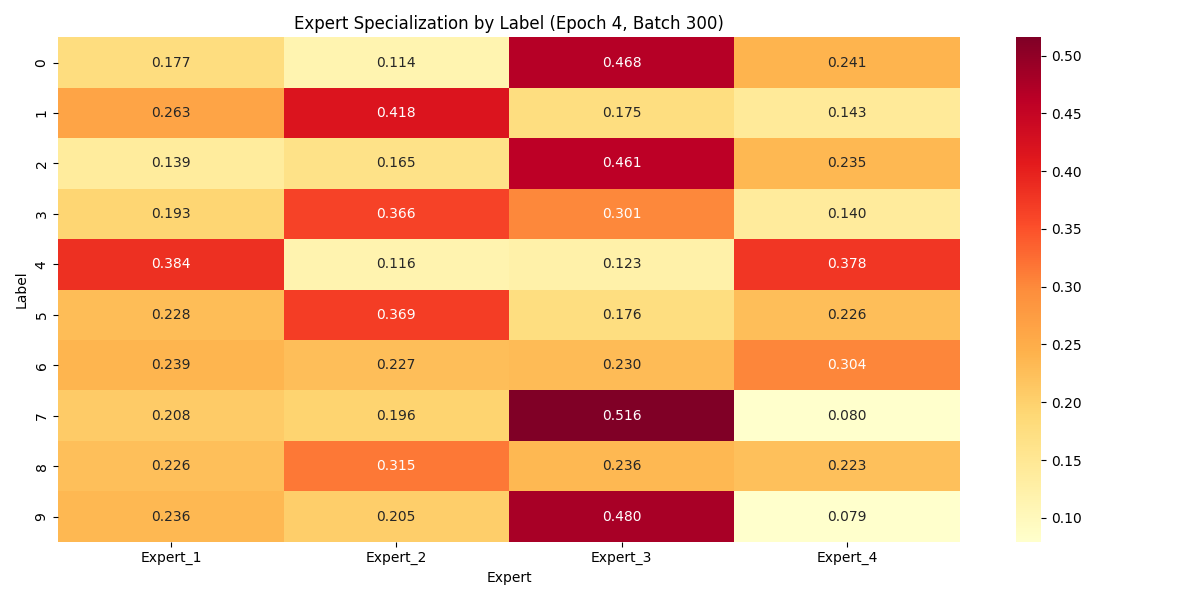 Expert Specialization by Label (Epoch 4, Batch 300)
0 0.177 0.114 0.468 0.241
1 0.263 0.418 0.175 0.143
2 0.139 0.165 0.461 0.235
3 0.193 0.366 0.301 0.140
4 0.384 0.116 0.123 0.378
5 0.228 0.369 0.176 0.226
6 0.239 0.227 0.230 0.304
7 0.208 0.196 0.516 0.080
8 0.226 0.315 0.236 0.223
9 0.236 0.205 0.480 0.079
Label
Expert_1 Expert_2 Expert_3 Expert_4
Expert
0.50
0.45
0.40
0.35
0.30
0.25
0.20
0.15
0.10